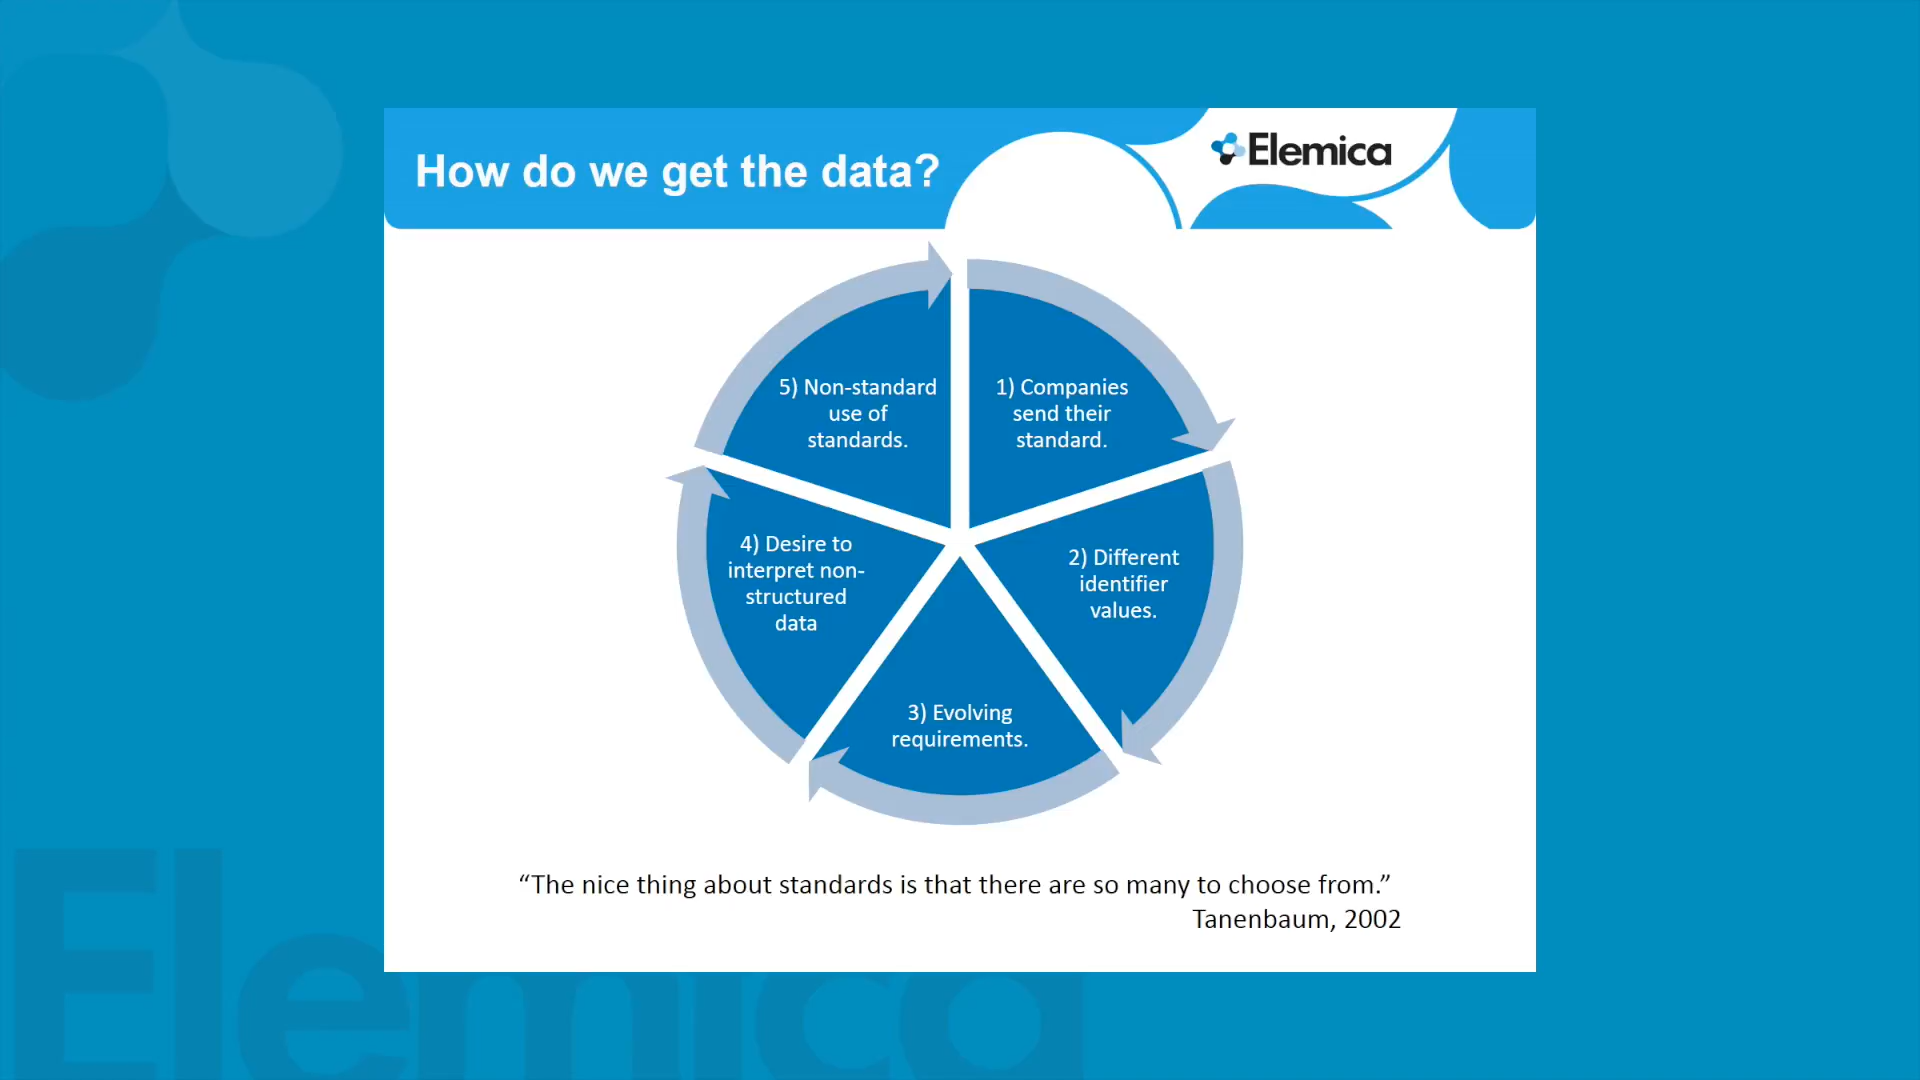 How do we get the data?
Elemica
5) Non-standard
use of
standards.
1) Companies
send their
standard.
4) Desire to
interpret non-
structured
data
2) Different
identifier
values.
3) Evolving
requirements.
“The nice thing about standards is that there are so many to choose from.”
Tanenbaum, 2002
Elemica